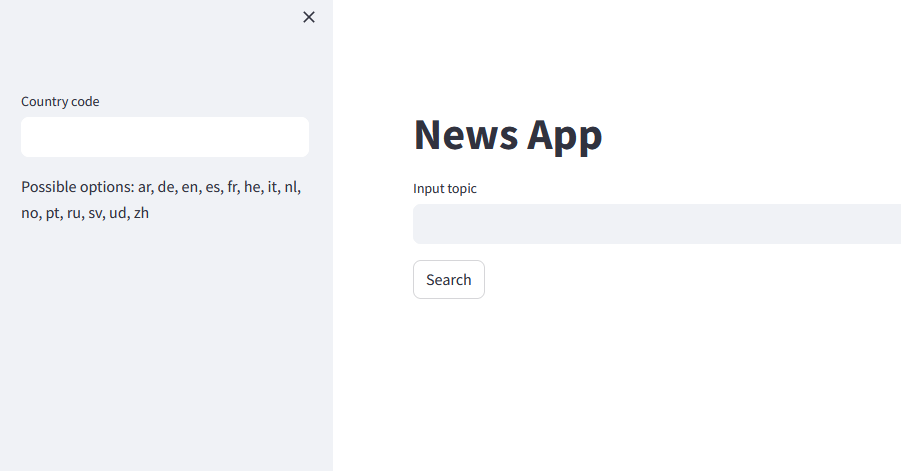 Country code
Possible options: ar, de, en, es, fr, he, it, nl,
no, pt, ru, sv, ud, zh
News App
Input topic
Search